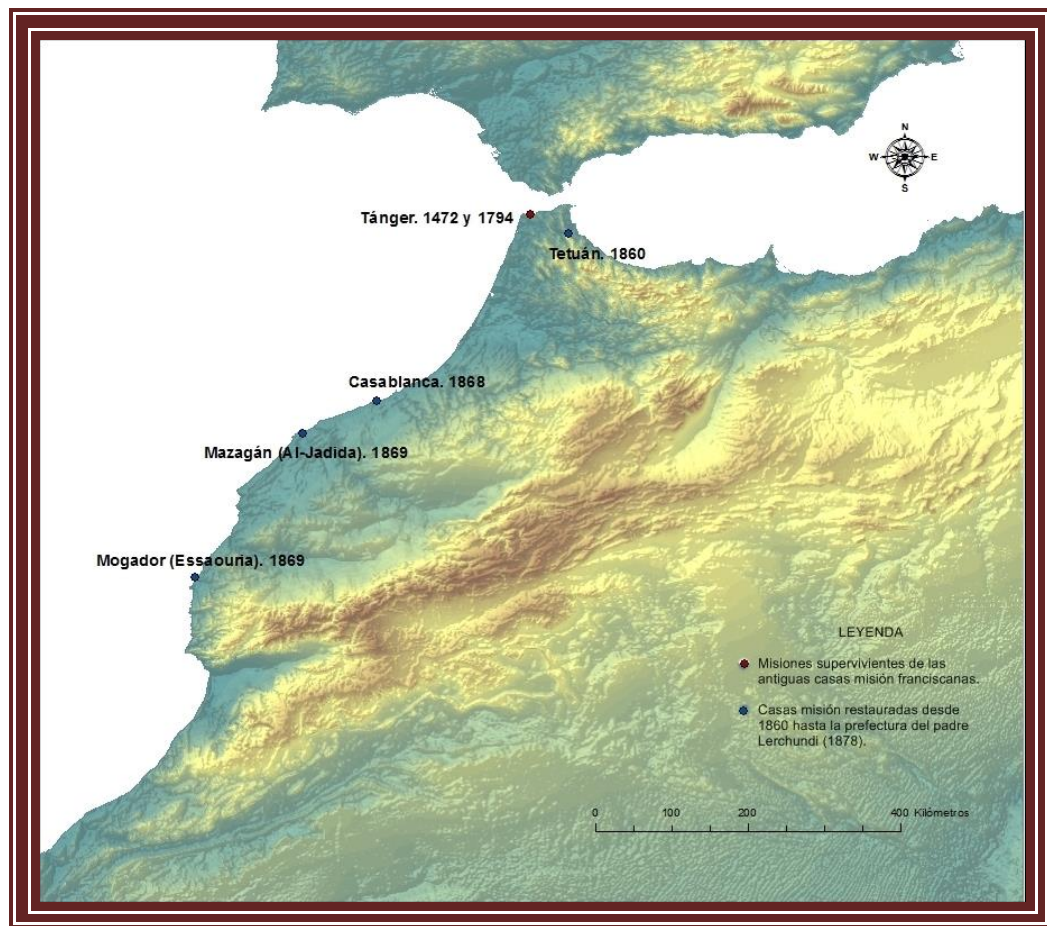 N
W E
S
Tánger. 1472 y 1794
Tetuán. 1860
Casablanca. 1868
Mazagán (Al-Jadida). 1869
Mogador (Essaouria). 1869
LEYENDA
Misiones supervivientes de las
antiguas casas misión franciscanas.
Casas misión restauradas desde
1860 hasta la prefectura del padre
Lerchundi (1878).
0 100 200 400 Kilómetros